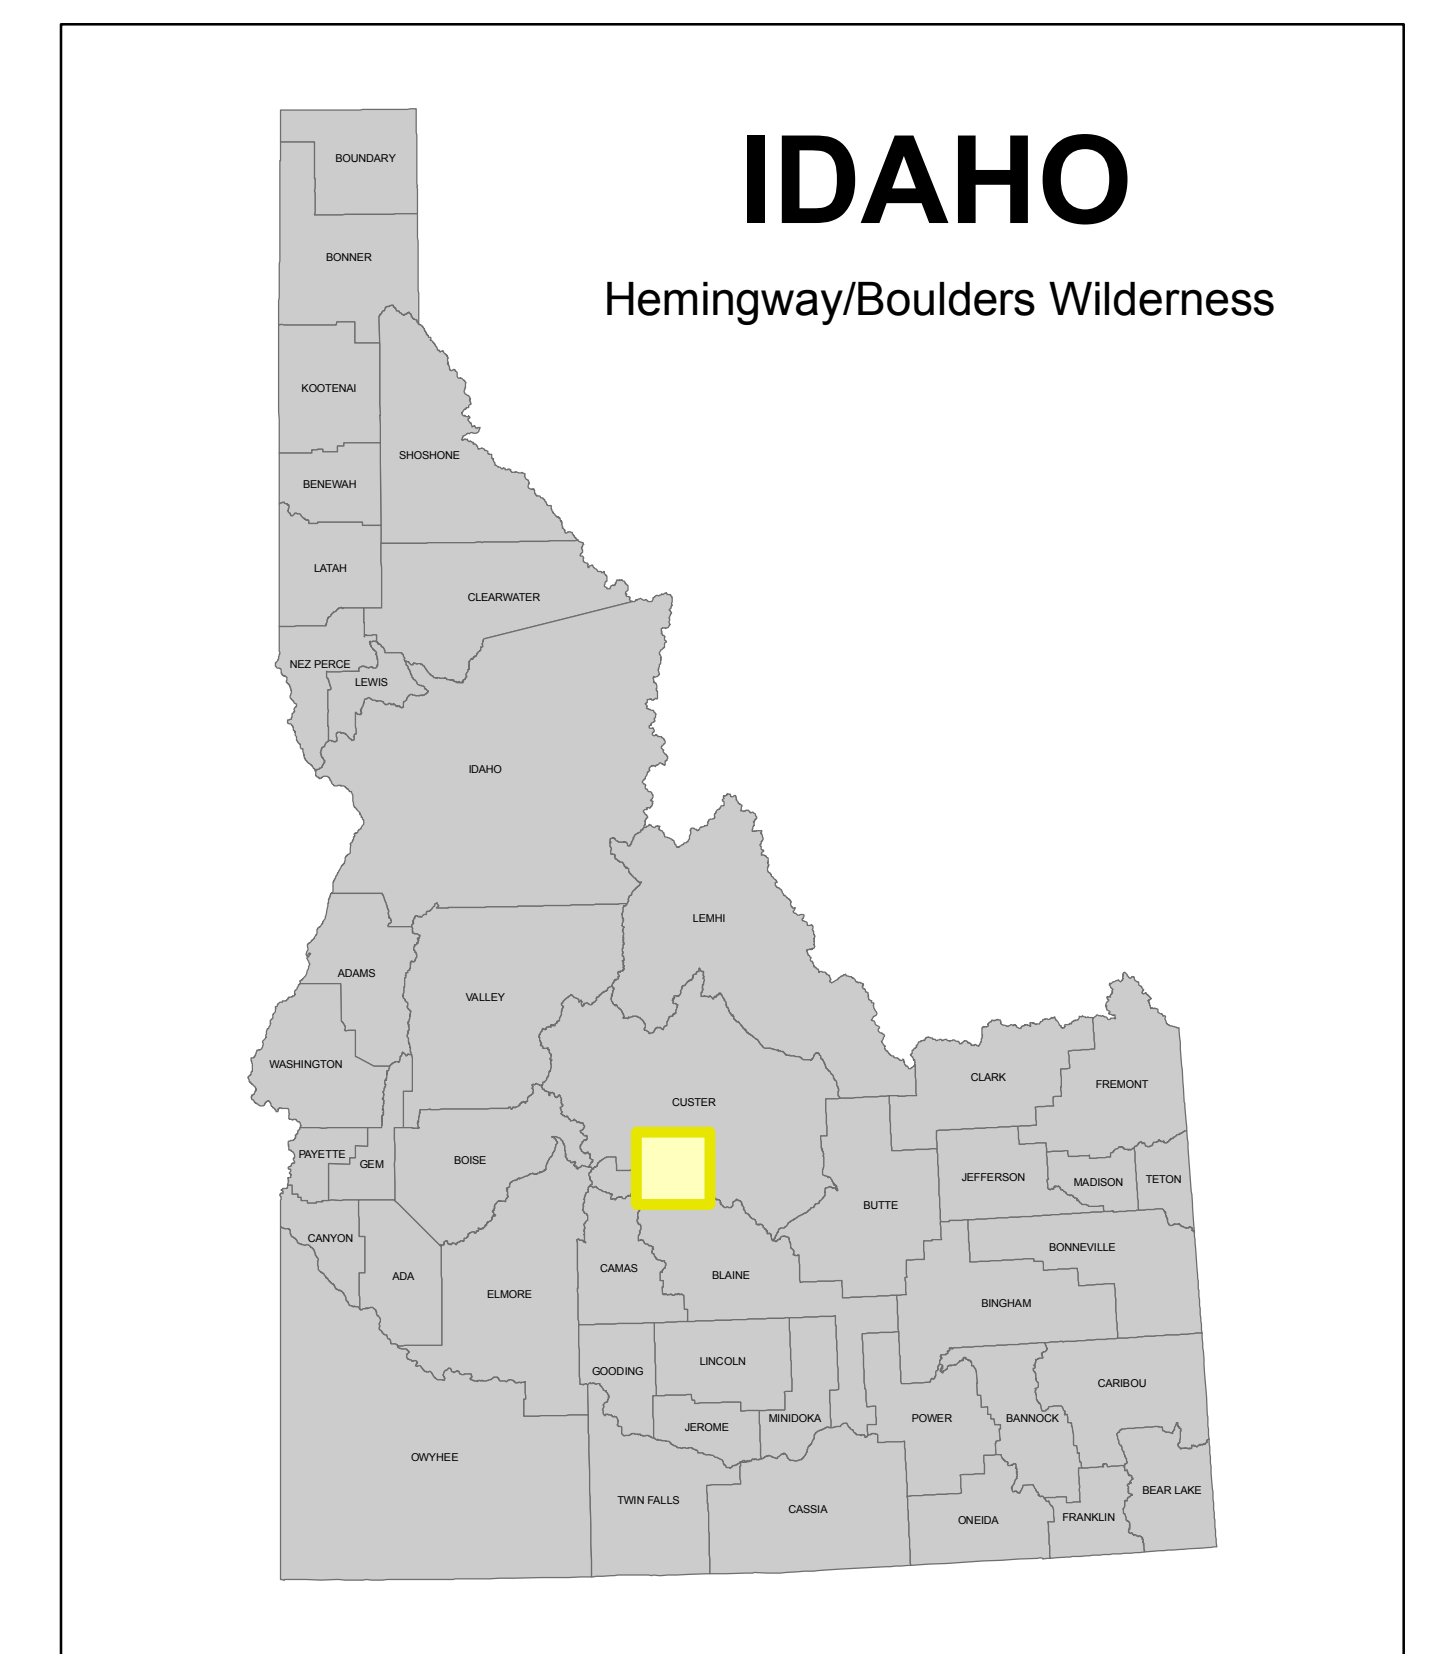 IDAHO
Hemingway/Boulders Wilderness
BOUNDARY
BONNER
KOOTENAI
SHOSHONE
BENEWAH
LATAH
CLEARWATER
NEZ PERCE
LEWIS
IDAHO
LEMHI
ADAMS
VALLEY
WASHINGTON
CLARK
FREMONT
CUSTER
PAYETTE
GEM
BOISE
JEFFERSON
MADISON
TETON
BUTTE
CANYON
ADA
CAMAS
BLAINE
BONNEVILLE
ELMORE
BINGHAM
GOODING
LINCOLN
CARIBOU
JEROME
MINIDOKA
POWER
BANNOCK
OWYHEE
TWIN FALLS
CASSIA
BEAR LAKE
ONEIDA
FRANKLIN